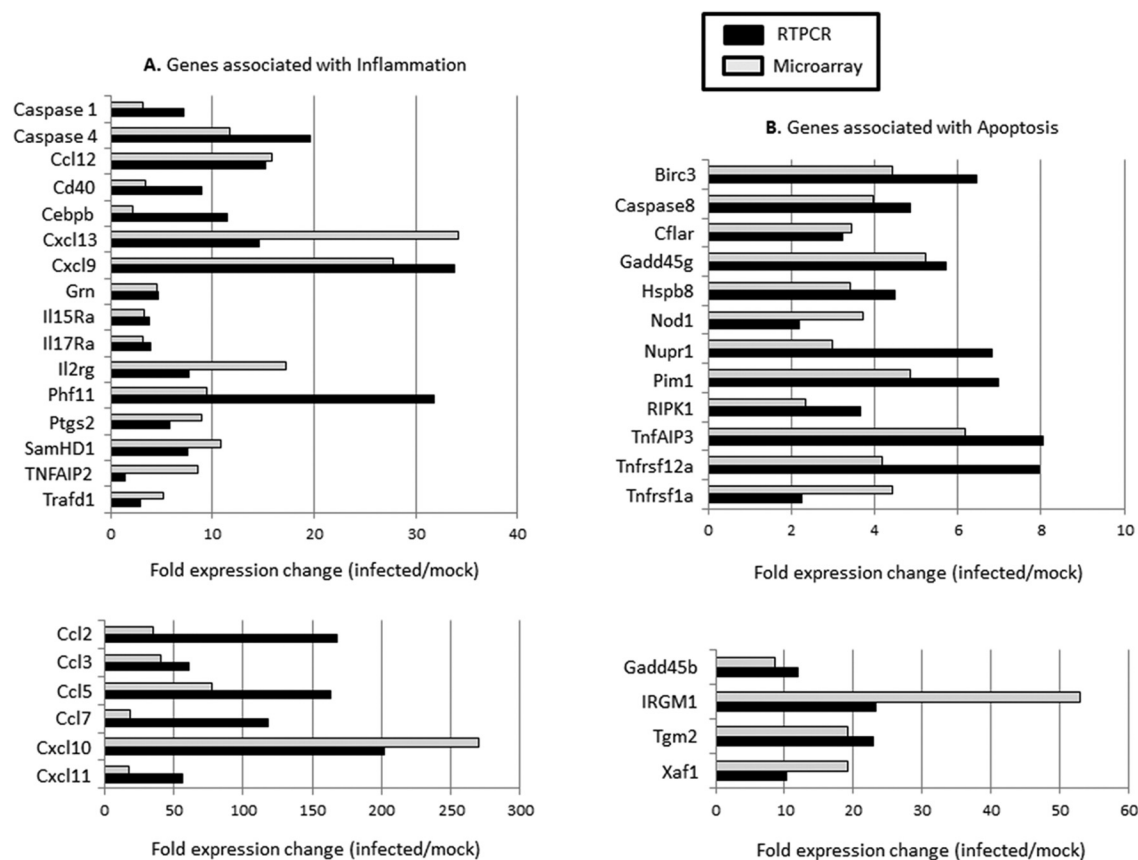 RTPCR
Microarray
A. Genes associated with Inflammation
Caspase 1
Caspase 4
Ccl12
Cd40
Cebpb
Cxcl13
Cxcl9
Grn
Il15Ra
Il17Ra
Il2rg
Phf11
Ptgs2
SamHD1
TNFAIP2
Trafd1
0 10 20 30 40
Fold expression change (infected/mock)
Ccl2
Ccl3
Ccl5
Ccl7
Cxcl10
Cxcl11
0 50 100 150 200 250 300
Fold expression change (infected/mock)
B. Genes associated with Apoptosis
Birc3
Caspase8
Cflar
Gadd45g
Hspb8
Nod1
Nupr1
Pim1
RIPK1
TnfAIP3
Tnfrsf12a
Tnfrsf1a
0 2 4 6 8 10
Fold expression change (infected/mock)
Gadd45b
IRGM1
Tgm2
Xaf1
0 10 20 30 40 50 60
Fold expression change (infected/mock)